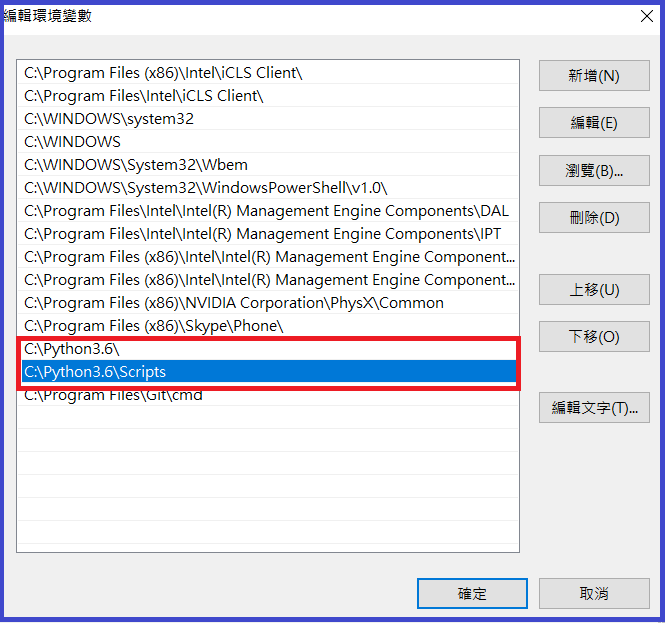 編輯環境變數
C:\Program Files (x86)\Intel\iCLS Client\
C:\Program Files\Intel\iCLS Client\
C:\WINDOWS\system32
C:\WINDOWS
C:\WINDOWS\System32\Wbem
C:\WINDOWS\System32\WindowsPowerShell\v1.0\
C:\Program Files\Intel\Intel(R) Management Engine Components\DAL
C:\Program Files\Intel\Intel(R) Management Engine Components\IPT
C:\Program Files (x86)\Intel\Intel(R) Management Engine Component...
C:\Program Files (x86)\Intel\Intel(R) Management Engine Component...
C:\Program Files (x86)\NVIDIA Corporation\PhysX\Common
C:\Program Files (x86)\Skype\Phone\
C:\Python3.6\
C:\Python3.6\Scripts
C:\Program Files\Git\cmd
新增(N)
編輯(E)
瀏覽(B)...
刪除(D)
上移(U)
下移(O)
編輯文字(T)...
確定
取消